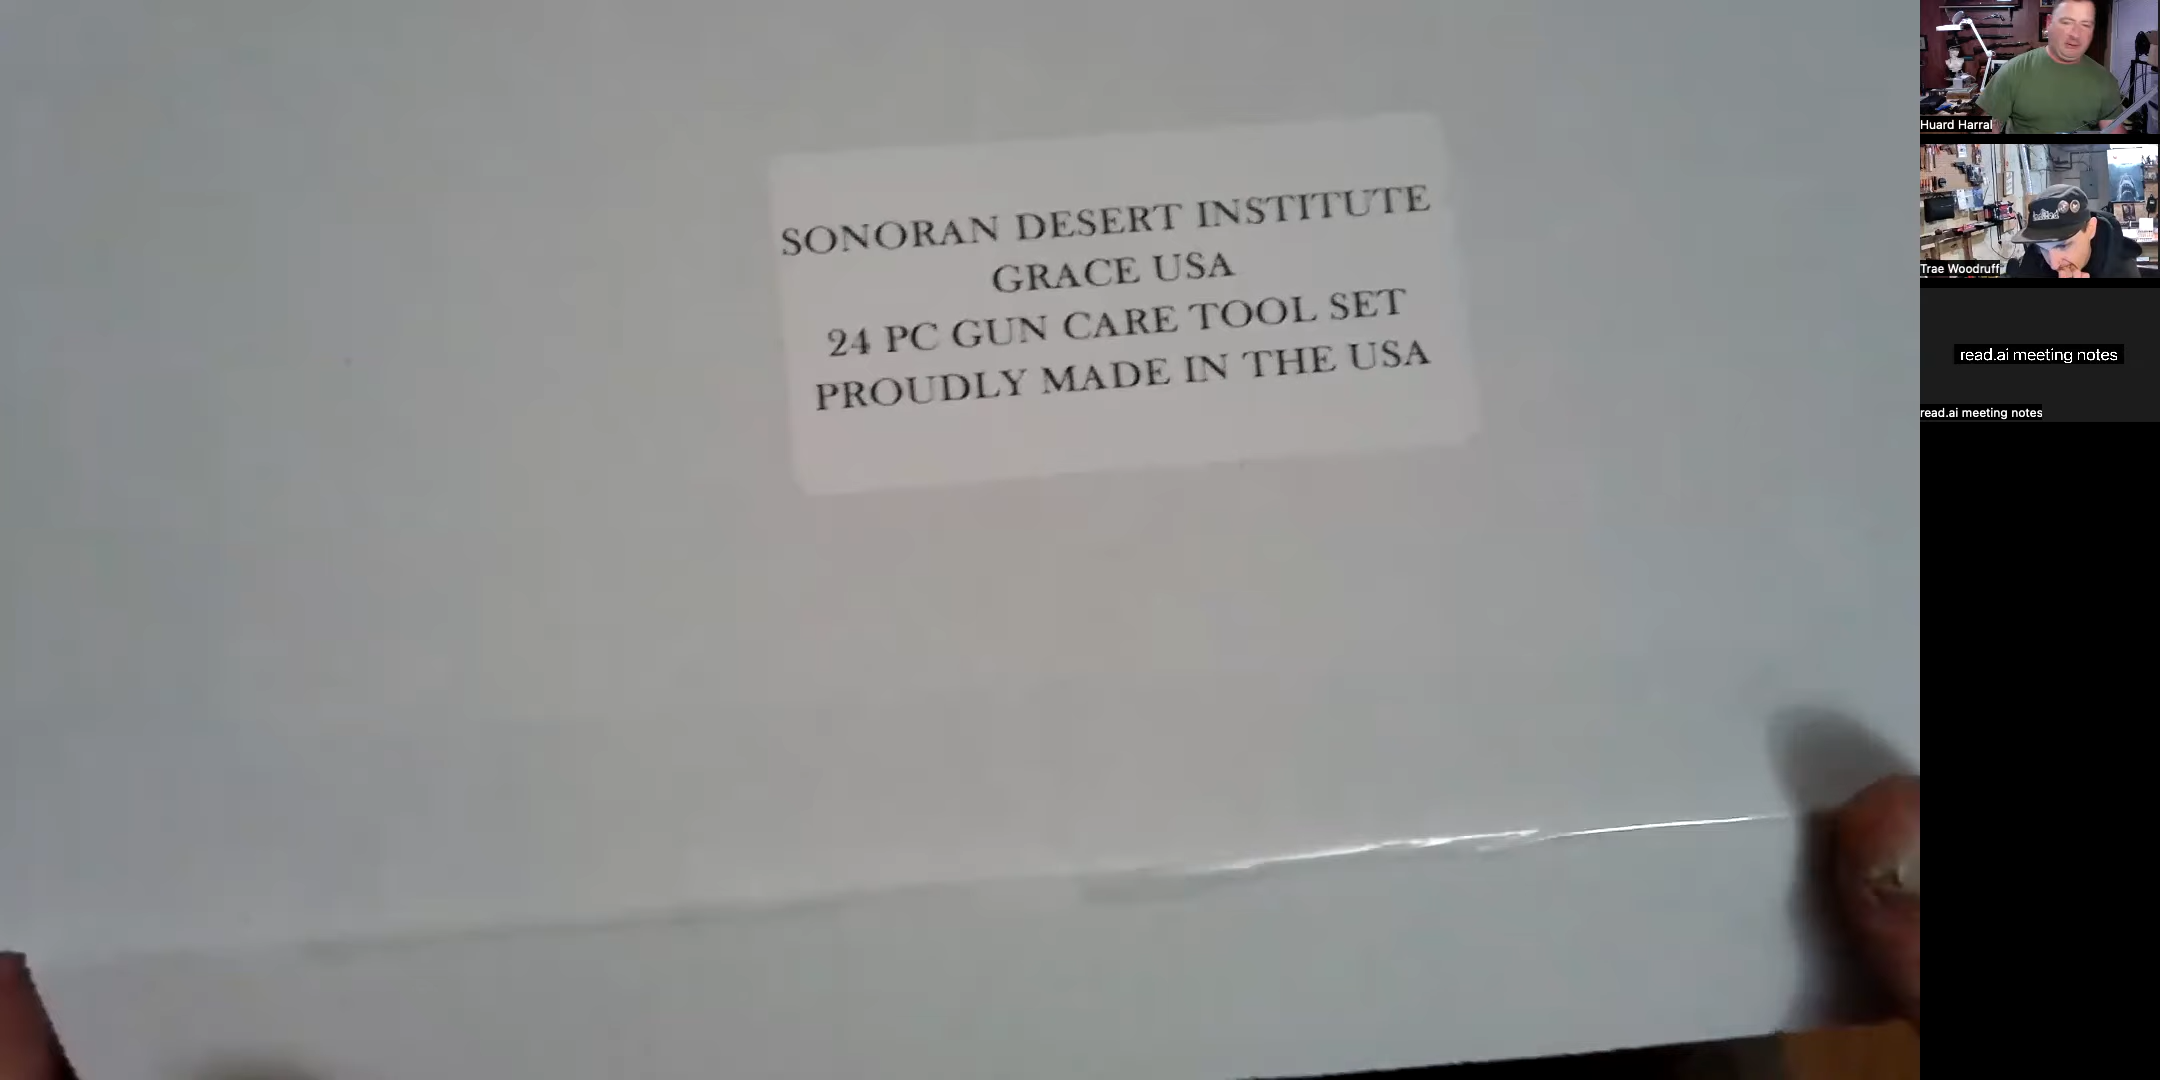 SONORAN DESERT INSTITUTE
GRACE USA
24 PC GUN CARE TOOL SET
PROUDLY MADE IN THE USA
Huard Harral
Trae Woodruff
read.ai meeting notes
read.ai meeting notes